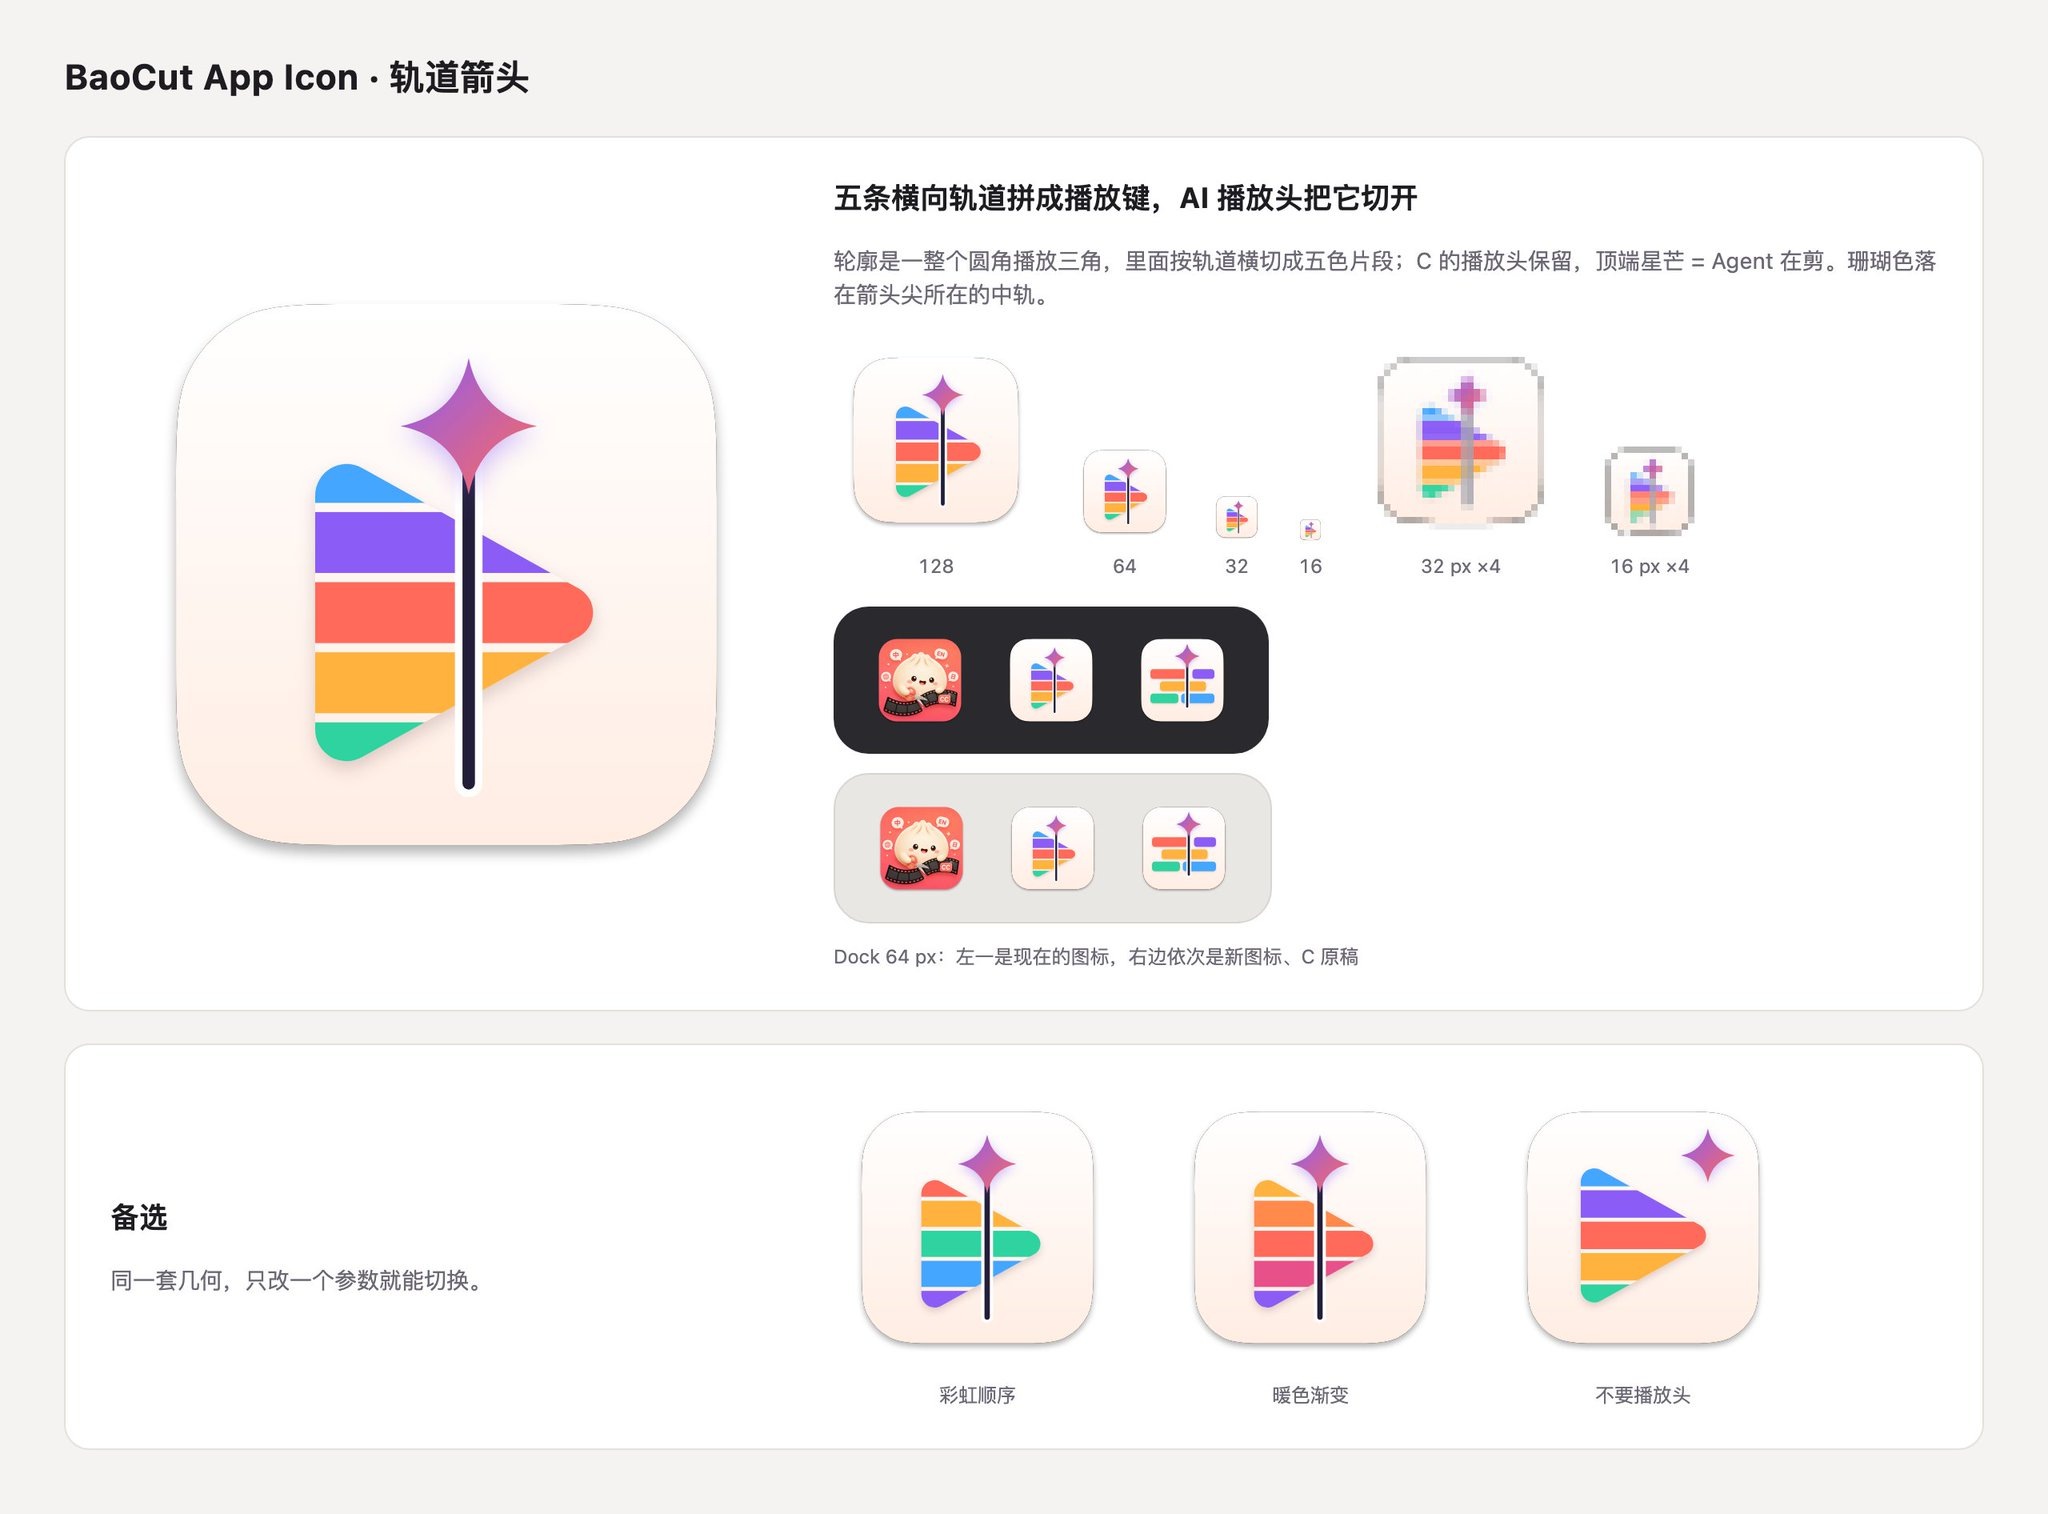 BaoCut App Icon · 轨道箭头
五条横向轨道拼成播放键，AI 播放头把它切开
轮廓是一整个圆角播放三角，里面按轨道横切成五色片段；C 的播放头保留，顶端星芒 = Agent 在剪。珊瑚色落
在箭头尖所在的中轨。
128
64
32
16
32 px ×4
16 px ×4
Dock 64 px：左一是现在的图标，右边依次是新图标、C 原稿
备选
同一套几何，只改一个参数就能切换。
彩虹顺序
暖色渐变
不要播放头